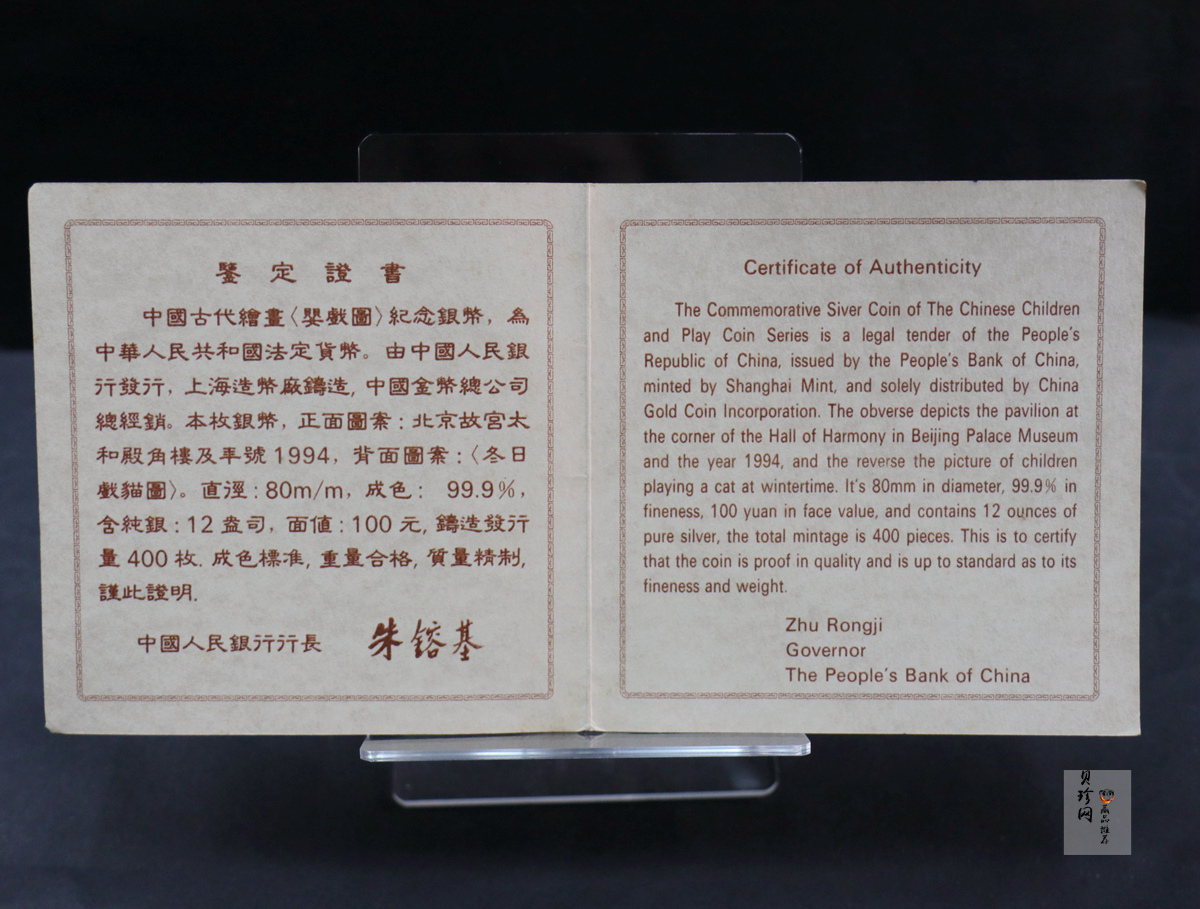 鑒定證書
中國古代繪畫〈嬰戲圖〉紀念銀幣，為
中華人民共和國法定貨幣。由中國人民銀
行發行，上海造幣廠鑄造，中國金幣總公司
總經銷。本枚銀幣，正面圖案：北京故宮太
和殿角樓及年號1994，背面圖案：〈冬日
戲貓圖〉。直徑：80m/m，成色： 99.9%，
含純銀：12盎司，面值：100元，鑄造發行
量400枚．成色標准，重量合格，質量精制，
謹此證明．
中國人民銀行行長 朱鎔基
Certificate of Authenticity
The Commemorative Siver Coin of The Chinese Children
and Play Coin Series is a legal tender of the People's
Republic of China, issued by the People's Bank of China,
minted by Shanghai Mint, and solely distributed by China
Gold Coin Incorporation. The obverse depicts the pavilion at
the corner of the Hall of Harmony in Beijing Palace Museum
and the year 1994, and the reverse the picture of children
playing a cat at wintertime. It's 80mm in diameter, 99.9% in
fineness, 100 yuan in face value, and contains 12 ounces of
pure silver, the total mintage is 400 pieces. This is to certify
that the coin is proof in quality and is up to standard as to its
fineness and weight.
Zhu Rongji
Governor
The People's Bank of China
贝珍网
藏品推荐